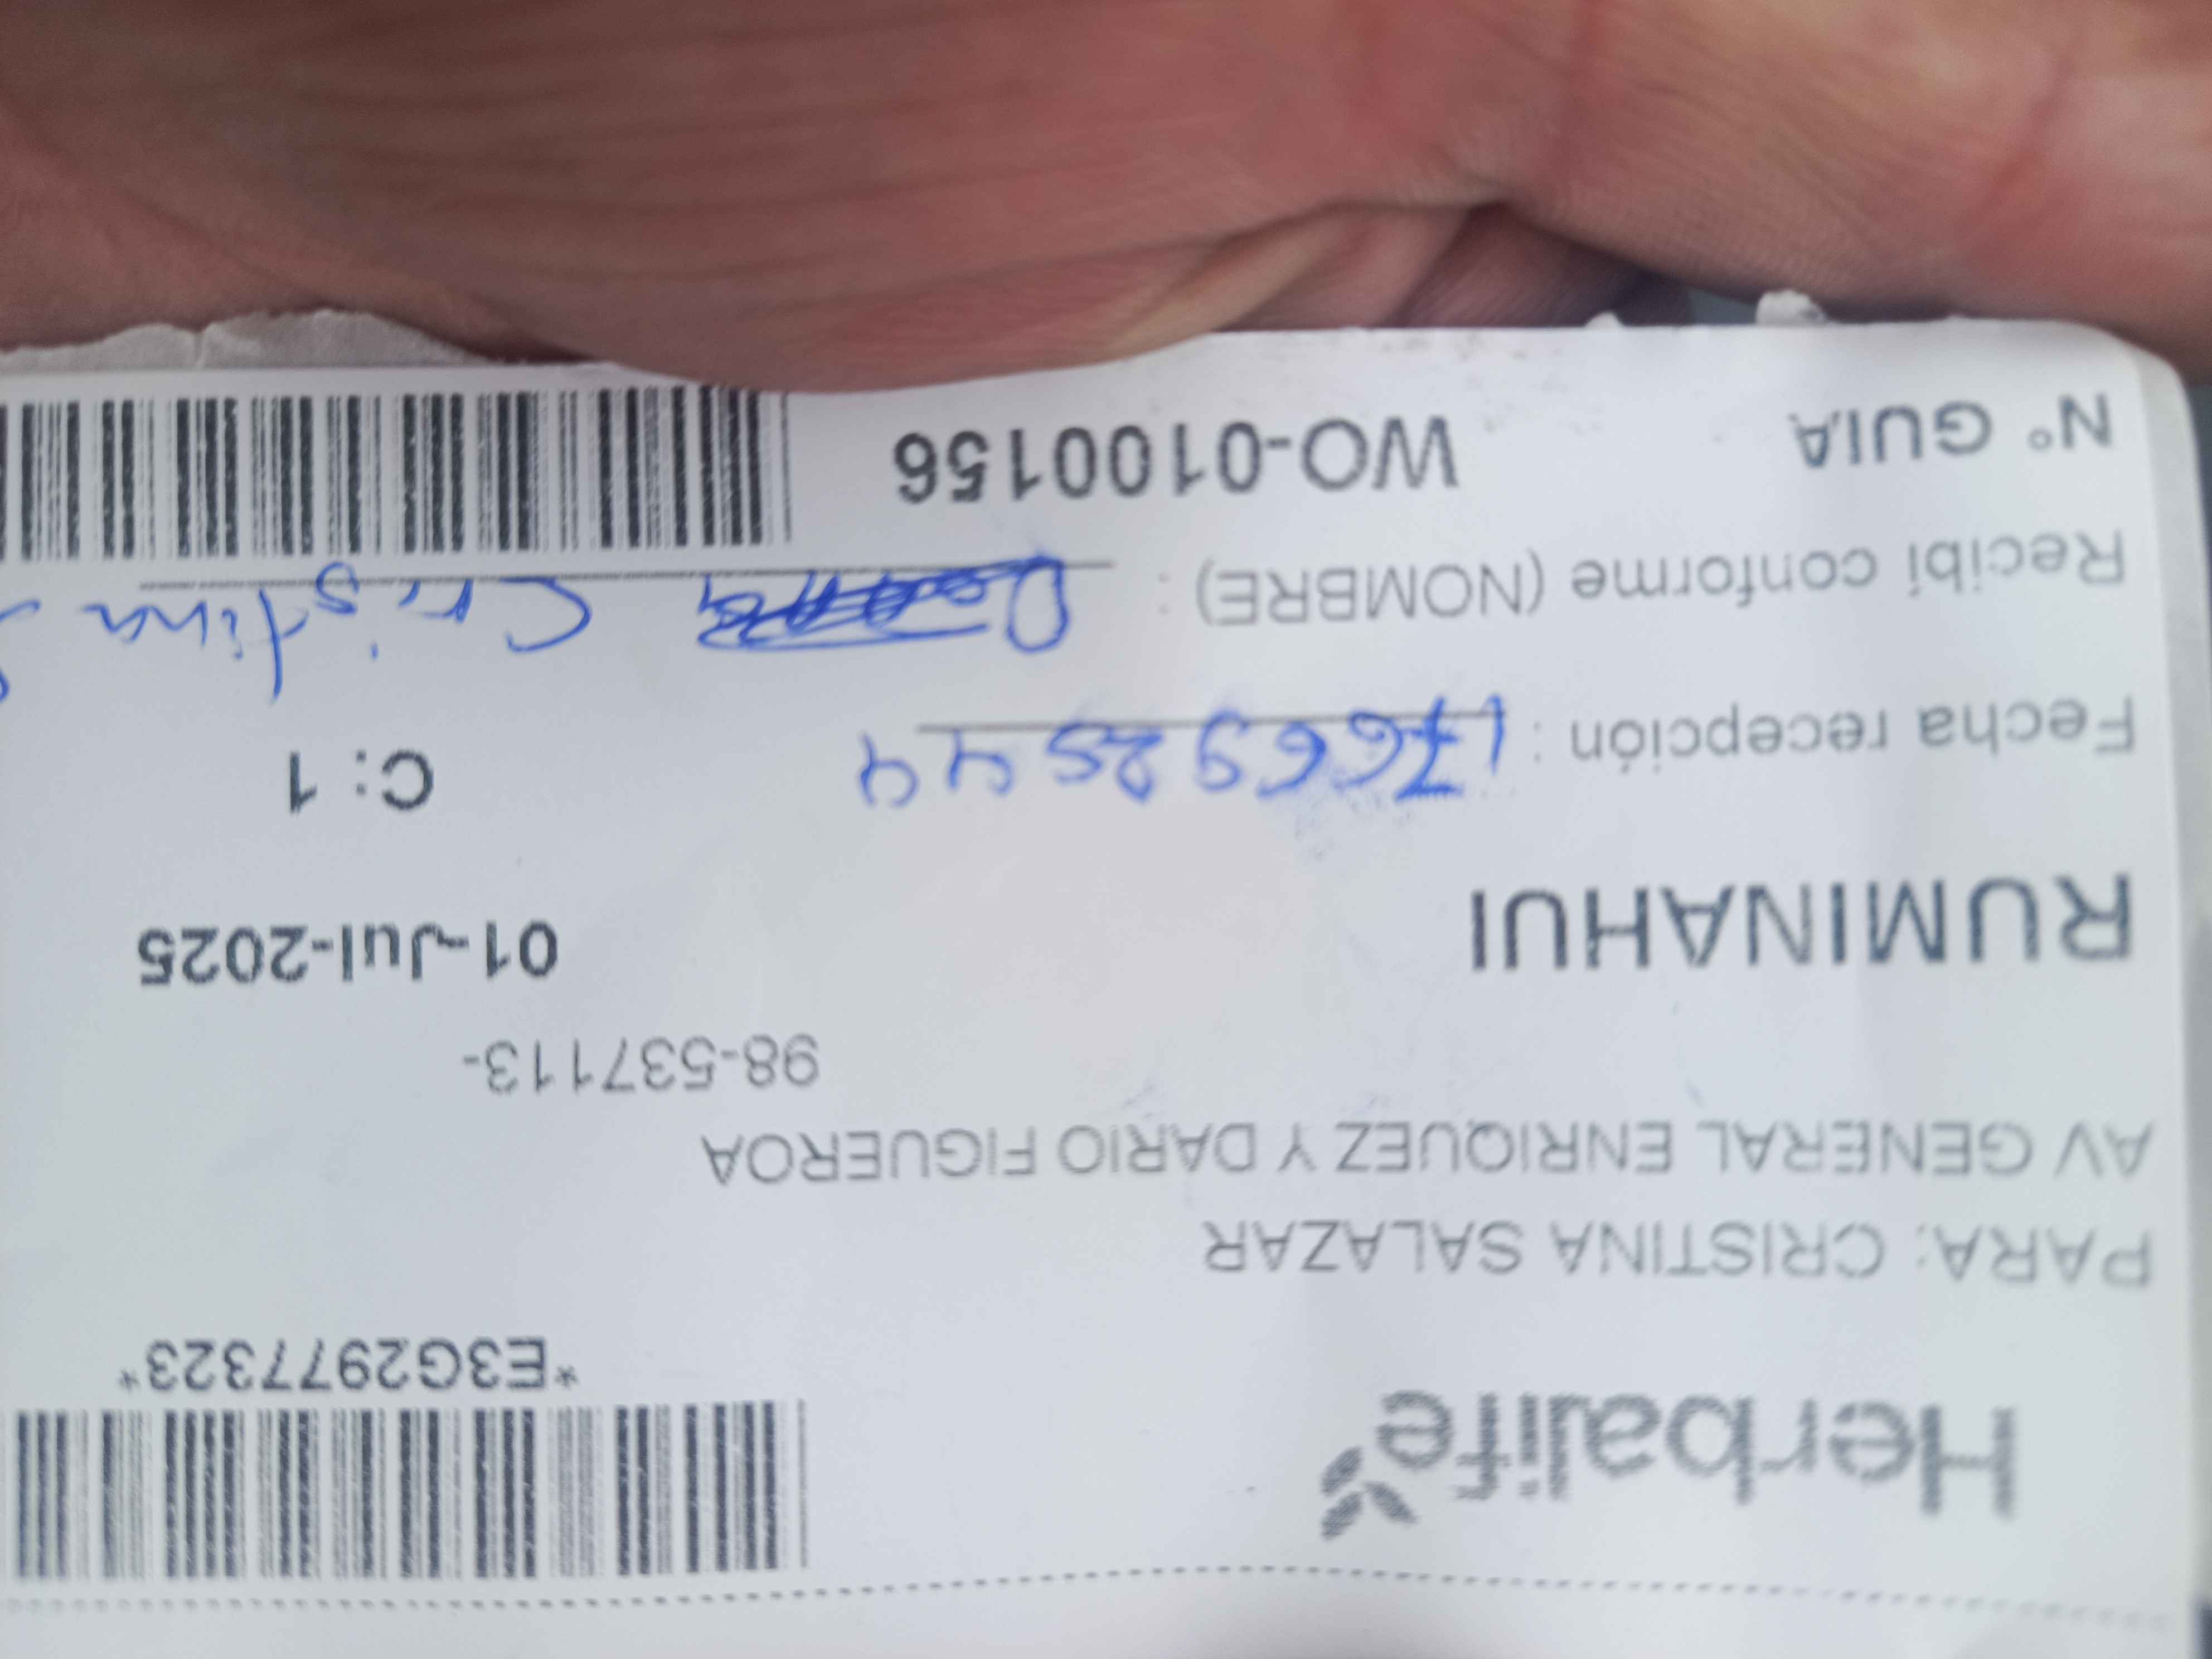 Herbalife
*E3G2977323*
PARA: CRISTINA SALAZAR
AV GENERAL ENRIQUEZ Y DARIO FIGUEROA
98-537113-
RUMINAHUI 01-Jul-2025
C: 1
Fecha recepción :
Recibí conforme (NOMBRE) : Cristina
N° GUIA WO-0100156